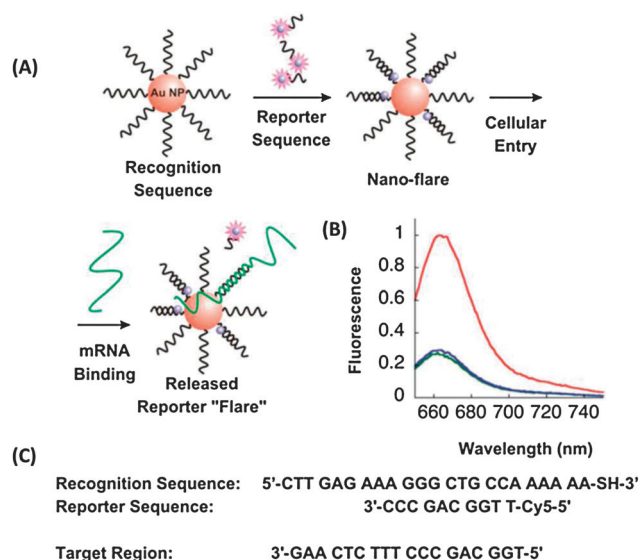 (A)
Au NP
Recognition
Sequence
Reporter
Sequence
Nano-flare
Cellular
Entry
mRNA
Binding
Released
Reporter "Flare"
(B)
Fluorescence
1
0.8
0.6
0.4
0.2
0
660 680 700 720 740
Wavelength (nm)
(C)
Recognition Sequence: 5'-CTT GAG AAA GGG CTG CCA AAA AA-SH-3'
Reporter Sequence: 3'-CCC GAC GGT T-Cy5-5'
Target Region: 3'-GAA CTC TTT CCC GAC GGT-5'